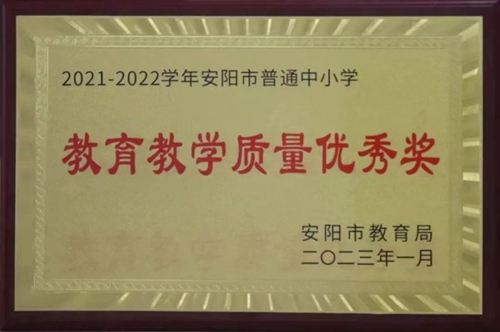 2021-2022学年安阳市普通中小学
教育教学质量优秀奖
安阳市教育局
二〇二三年一月